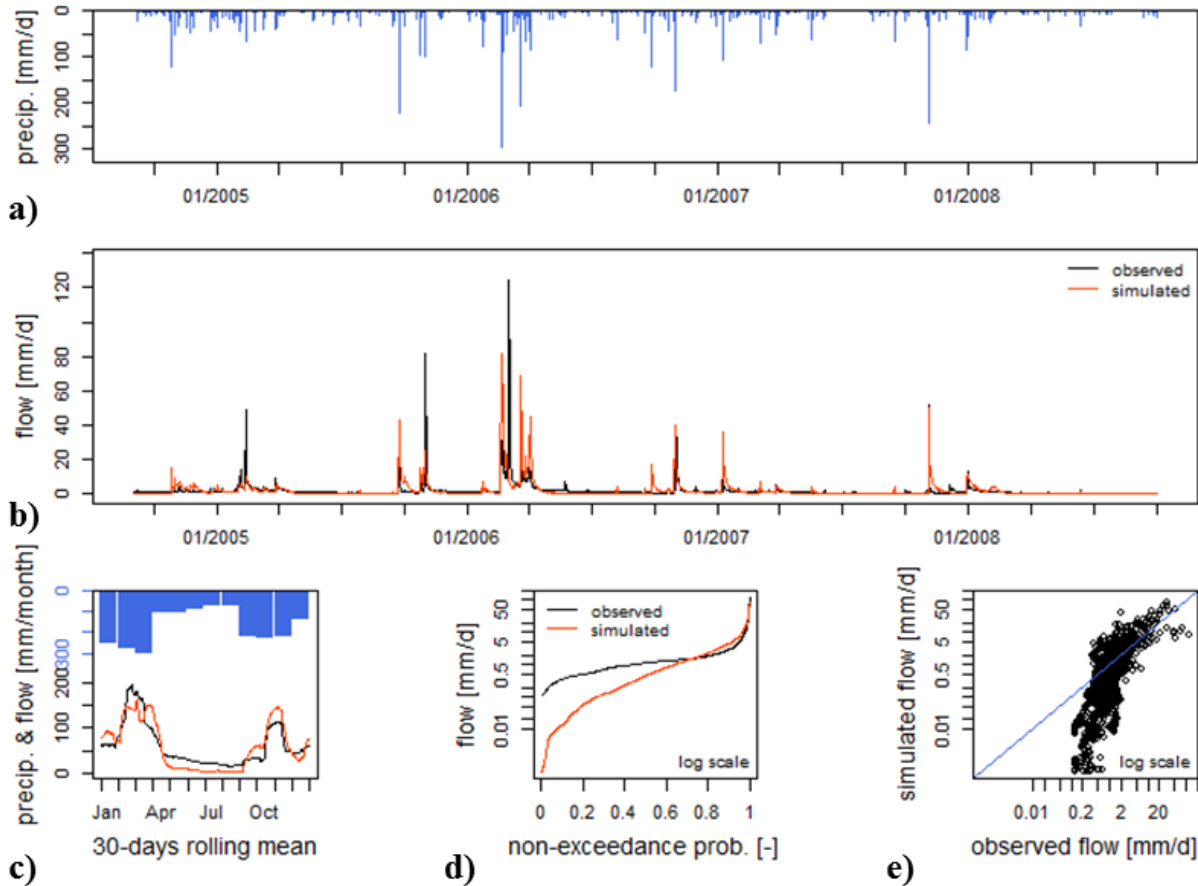 0
100
200
300
precip. [mm/d]
01/2005
01/2006
01/2007
01/2008
a)
0
20
40
60
80
120
flow [mm/d]
observed
simulated
01/2005
01/2006
01/2007
01/2008
b)
0
300
200
100
0
precip. & flow [mm/month]
Jan
Apr
Jul
Oct
30-days rolling mean
c)
50
5
0.5
0.01
flow [mm/d]
observed
simulated
log scale
0
0.2
0.4
0.6
0.8
1
non-exceedance prob. [-]
d)
50
5
0.5
0.01
simulated flow [mm/d]
log scale
0.01
0.2
2
20
observed flow [mm/d]
e)